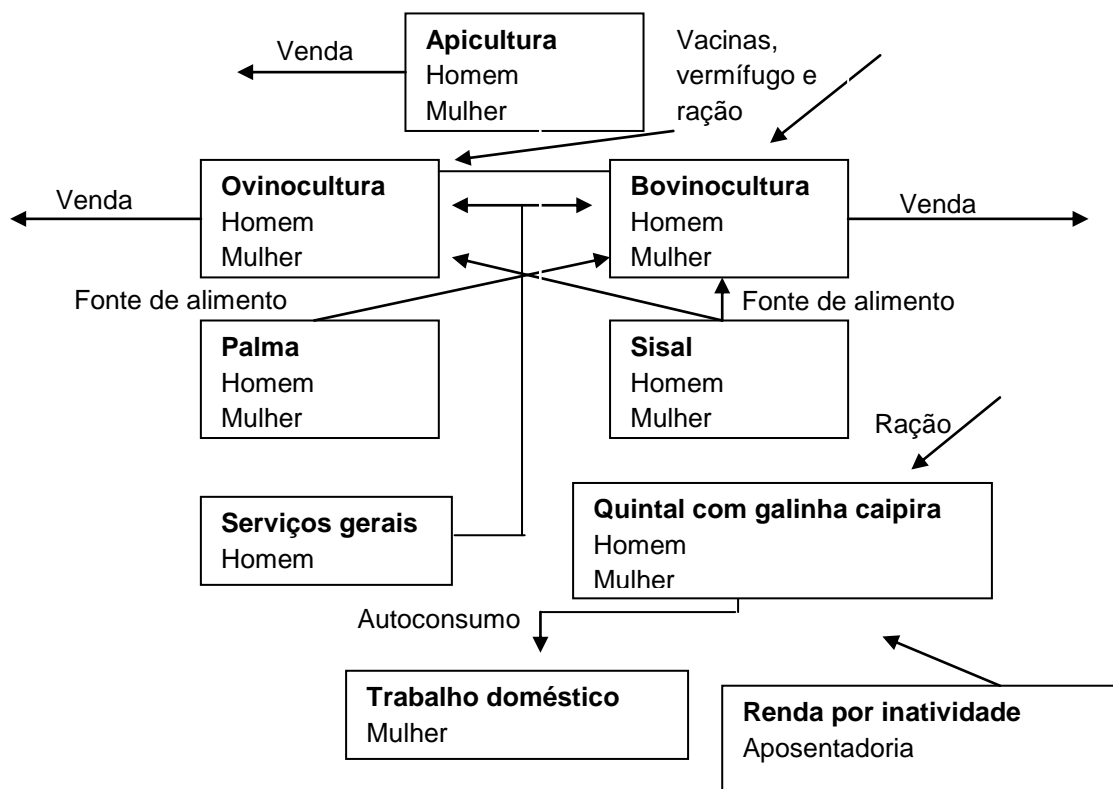 Venda
Apicultura
Homem
Mulher
Vacinas,
vermífugo e
ração
Venda
Ovinocultura
Homem
Mulher
Bovinocultura
Homem
Mulher
Venda
Fonte de alimento
Fonte de alimento
Palma
Homem
Mulher
Sisal
Homem
Mulher
Ração
Serviços gerais
Homem
Quintal com galinha caipira
Homem
Mulher
Autoconsumo
Trabalho doméstico
Mulher
Renda por inatividade
Aposentadoria